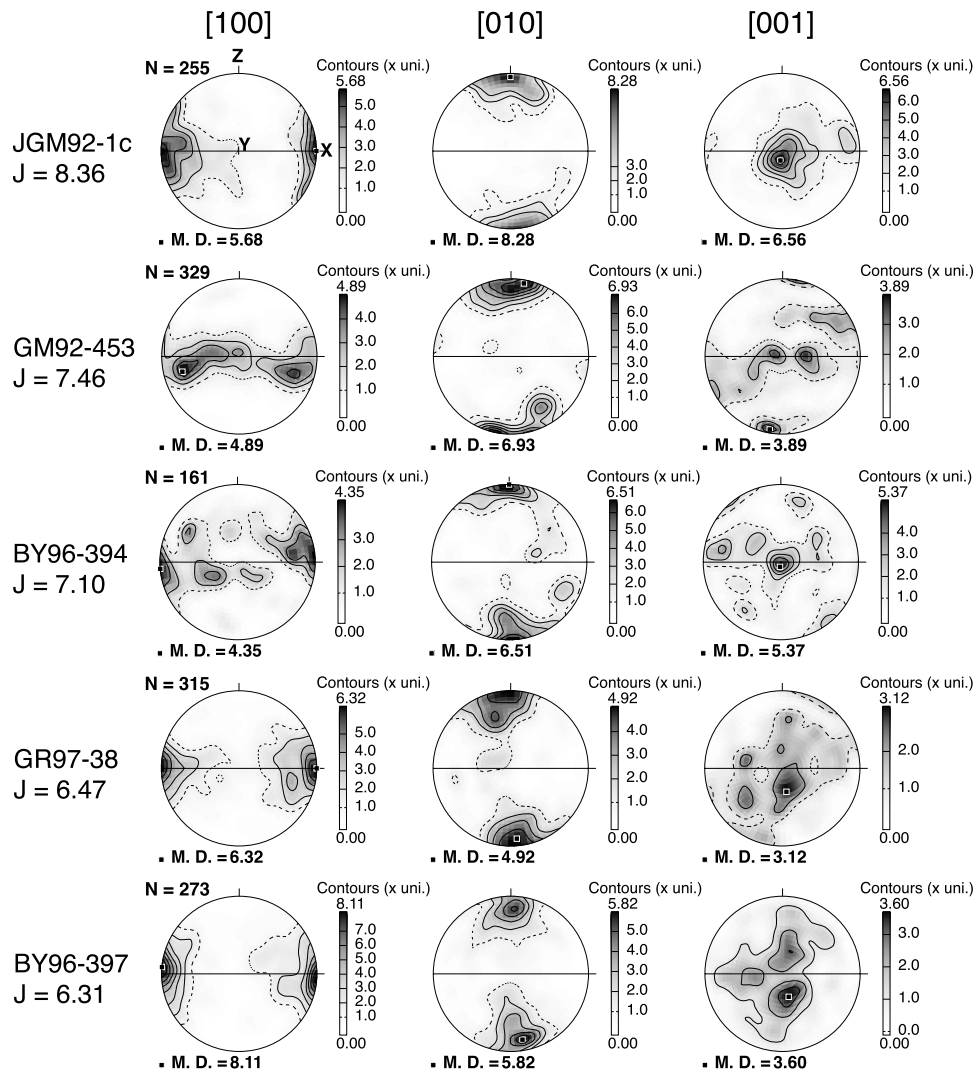 [100] [010] [001]
JGM92-1c
J = 8.36
N = 255
Z
Y
X
Contours (x uni.)
5.68
5.0
4.0
3.0
2.0
1.0
0.00
M. D. = 5.68
Contours (x uni.)
8.28
3.0
2.0
1.0
0.00
M. D. = 8.28
Contours (x uni.)
6.56
6.0
5.0
4.0
3.0
2.0
1.0
0.00
M. D. = 6.56
GM92-453
J = 7.46
N = 329
Contours (x uni.)
4.89
4.0
3.0
2.0
1.0
0.00
M. D. = 4.89
Contours (x uni.)
6.93
6.0
5.0
4.0
3.0
2.0
1.0
0.00
M. D. = 6.93
Contours (x uni.)
3.89
3.0
2.0
1.0
0.00
M. D. = 3.89
BY96-394
J = 7.10
N = 161
Contours (x uni.)
4.35
3.0
2.0
1.0
0.00
M. D. = 4.35
Contours (x uni.)
6.51
6.0
5.0
4.0
3.0
2.0
1.0
0.00
M. D. = 6.51
Contours (x uni.)
5.37
4.0
3.0
2.0
1.0
0.00
M. D. = 5.37
GR97-38
J = 6.47
N = 315
Contours (x uni.)
6.32
5.0
4.0
3.0
2.0
1.0
0.00
M. D. = 6.32
Contours (x uni.)
4.92
4.0
3.0
2.0
1.0
0.00
M. D. = 4.92
Contours (x uni.)
3.12
2.0
1.0
0.00
M. D. = 3.12
BY96-397
J = 6.31
N = 273
Contours (x uni.)
8.11
7.0
6.0
5.0
4.0
3.0
2.0
1.0
0.00
M. D. = 8.11
Contours (x uni.)
5.82
5.0
4.0
3.0
2.0
1.0
0.00
M. D. = 5.82
Contours (x uni.)
3.60
3.0
2.0
1.0
0.0
0.00
M. D. = 3.60